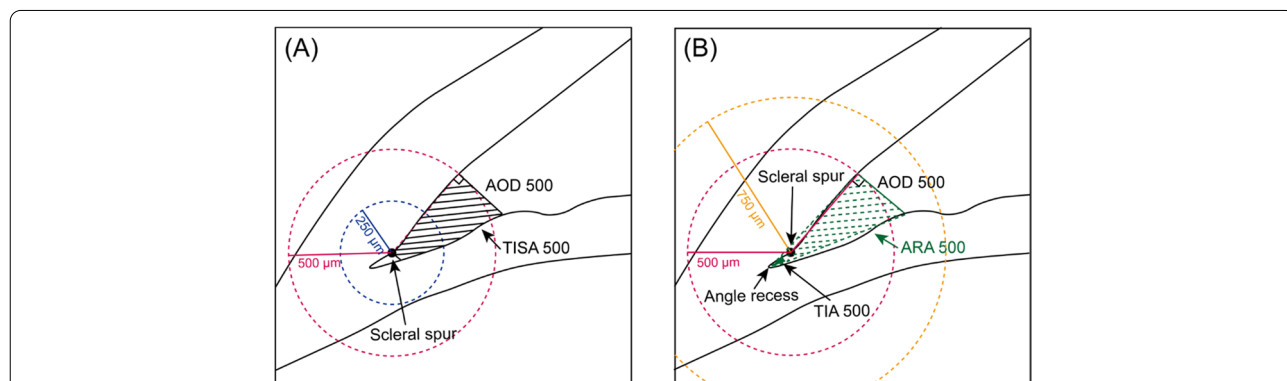 (A)
AOD 500
250 µm
TISA 500
500 µm
Scleral spur
(B)
Scleral spur
AOD 500
750 µm
ARA 500
500 µm
Angle recess
TIA 500